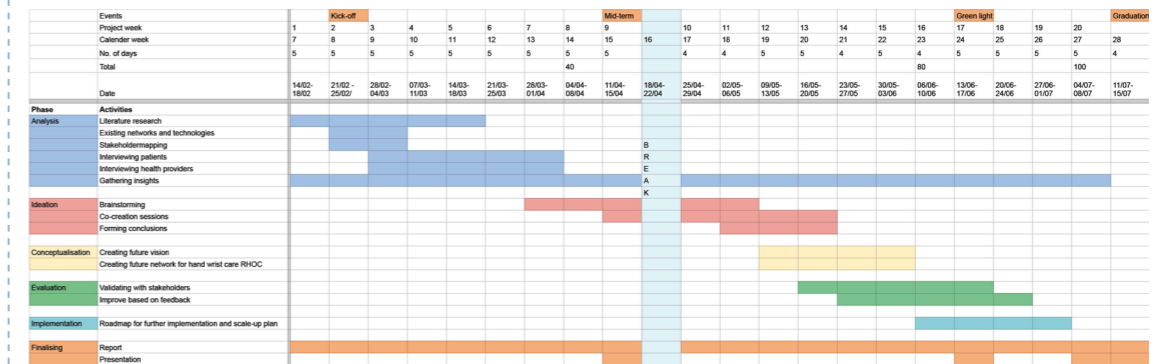 Events Kick-off Mid-term Green light Graduation
Project week 1 2 3 4 5 6 7 8 9 10 11 12 13 14 15 16 17 18 19 20
Calender week 7 8 9 10 11 12 13 14 15 16 17 18 19 20 21 22 23 24 25 26 27 28
No. of days 5 5 5 5 5 5 5 5 5 4 4 5 5 4 5 4 5 5 5 5 4
Total 40 80 100
Date 14/02-18/02 21/02 -25/02/ 28/02-04/03 07/03-11/03 14/03-18/03 21/03-25/03 28/03-01/04 04/04-08/04 11/04-15/04 18/04-22/04 25/04-29/04 02/05-06/05 09/05-13/05 16/05-20/05 23/05-27/05 30/05-03/06 06/06-10/06 13/06-17/06 20/06-24/06 27/06-01/07 04/07-08/07 11/07-15/07
Phase Activities
Analysis Literature research
Existing networks and technologies
Stakeholdermapping B
Interviewing patients R
Interviewing health providers E
Gathering insights A
K
Ideation Brainstorming
Co-creation sessions
Forming conclusions
Conceptualisation Creating future vision
Creating future network for hand wrist care RHOC
Evaluation Validating with stakeholders
Improve based on feedback
Implementation Roadmap for further implementation and scale-up plan
Finalising Report
Presentation